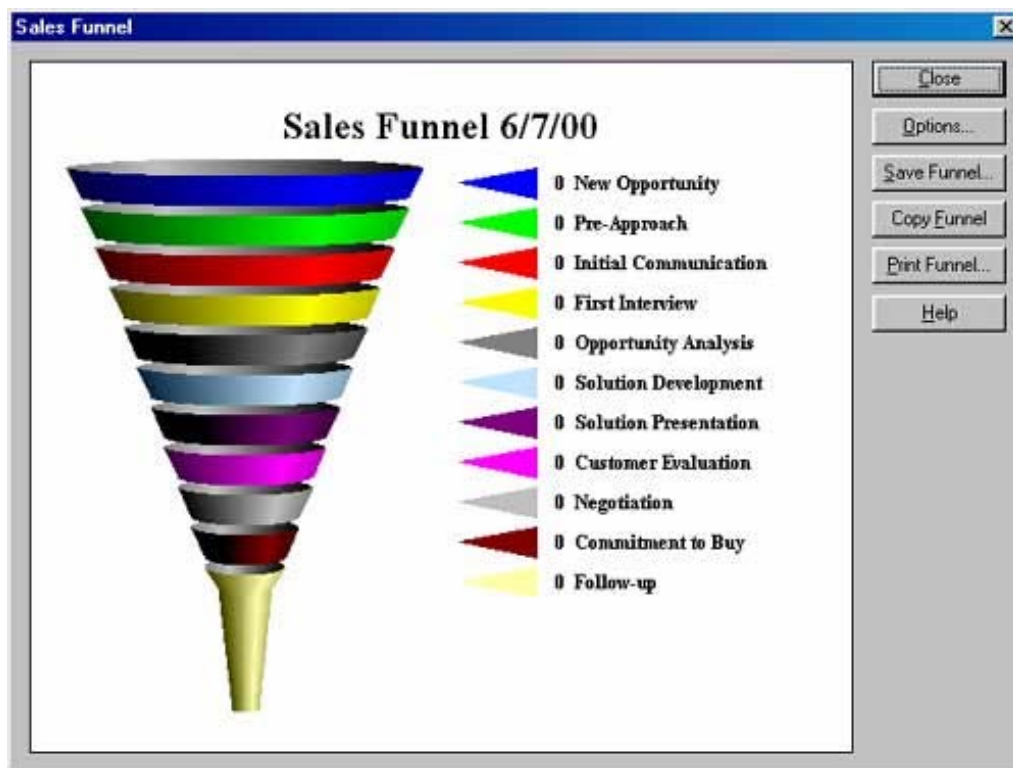 Sales Funnel
Sales Funnel 6/7/00
0 New Opportunity
0 Pre-Approach
0 Initial Communication
0 First Interview
0 Opportunity Analysis
0 Solution Development
0 Solution Presentation
0 Customer Evaluation
0 Negotiation
0 Commitment to Buy
0 Follow-up
Close
Options...
Save Funnel...
Copy Funnel
Print Funnel...
Help